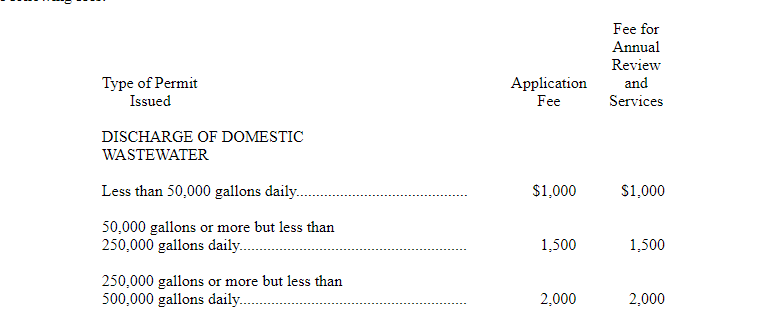 Fee for
Annual
Review
Type of Permit Application and
Issued Fee Services
DISCHARGE OF DOMESTIC
WASTEWATER
Less than 50,000 gallons daily............................................. $1,000 $1,000
50,000 gallons or more but less than
250,000 gallons daily............................................................ 1,500 1,500
250,000 gallons or more but less than
500,000 gallons daily............................................................ 2,000 2,000